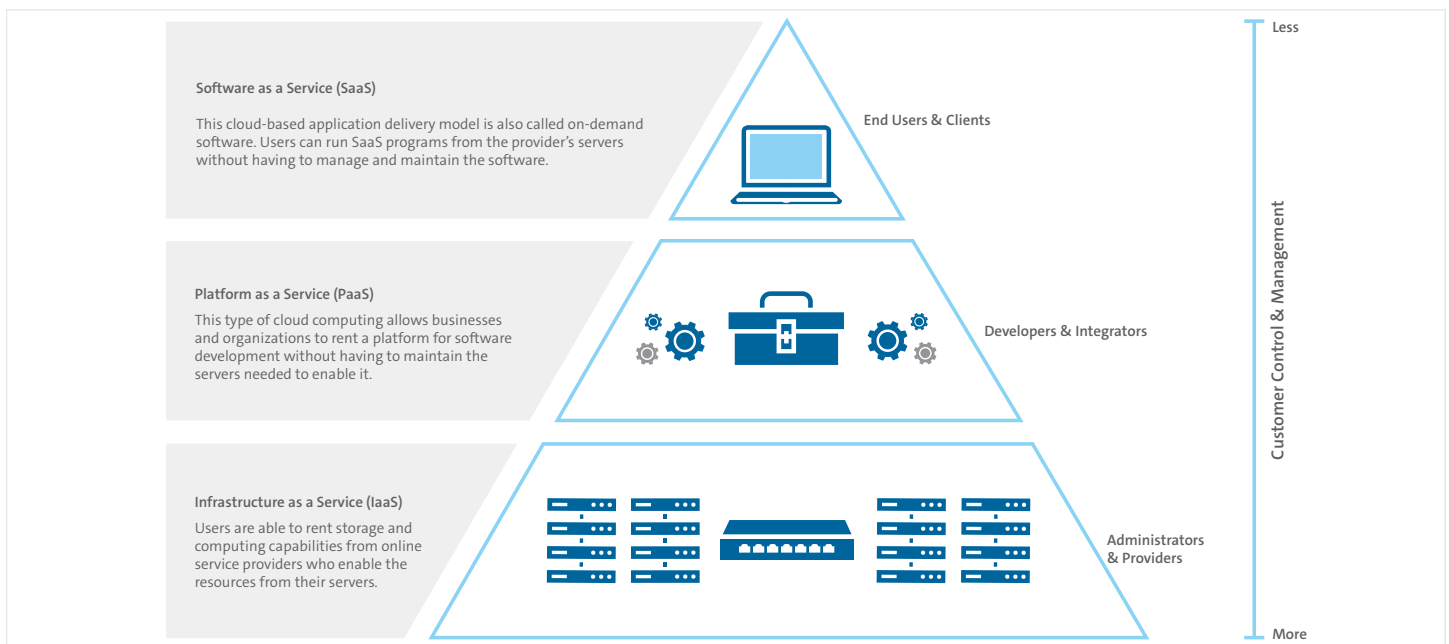 Less
Software as a Service (SaaS)
This cloud-based application delivery model is also called on-demand
software. Users can run SaaS programs from the provider’s servers
without having to manage and maintain the software.
End Users & Clients
Platform as a Service (PaaS)
This type of cloud computing allows businesses
and organizations to rent a platform for software
development without having to maintain the
servers needed to enable it.
Developers & Integrators
Customer Control & Management
Infrastructure as a Service (IaaS)
Users are able to rent storage and
computing capabilities from online
service providers who enable the
resources from their servers.
Administrators
& Providers
More